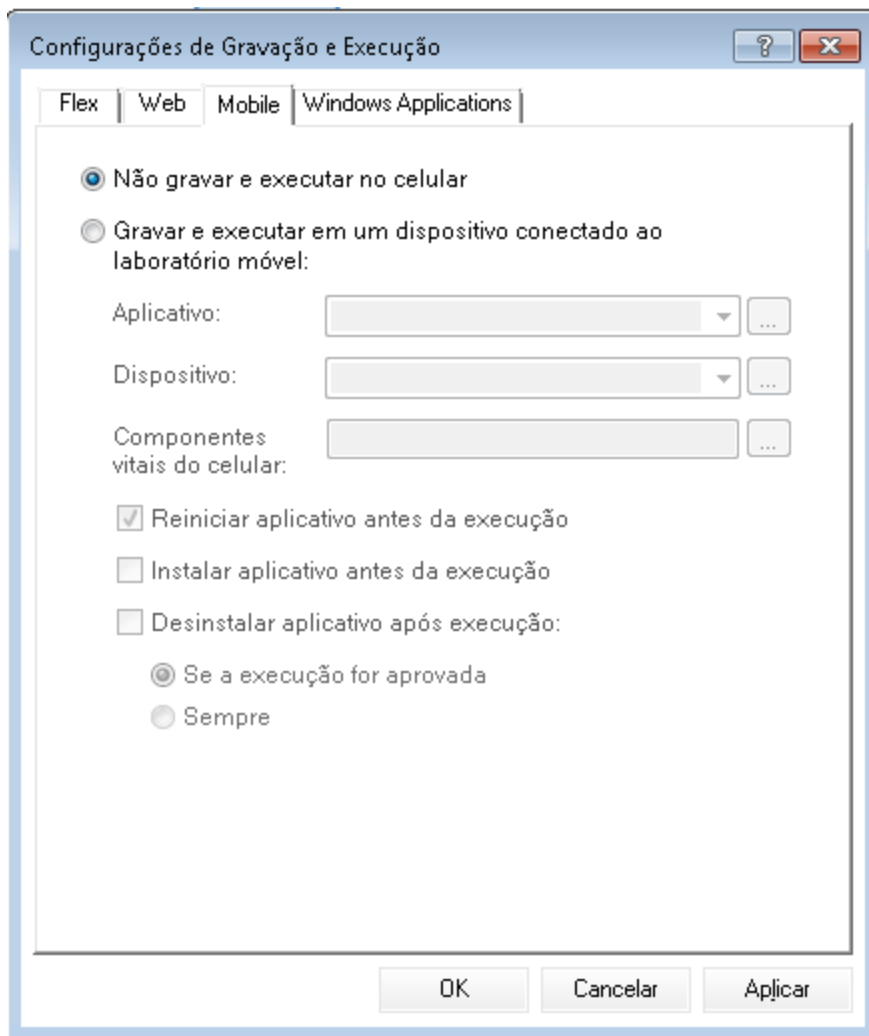 Configurações de Gravação e Execução
?
Flex
Web
Mobile
Windows Applications
Não gravar e executar no celular
Gravar e executar em um dispositivo conectado ao
laboratório móvel:
Aplicativo:
...
Dispositivo:
...
Componentes
vitais do celular:
...
Reiniciar aplicativo antes da execução
Instalar aplicativo antes da execução
Desinstalar aplicativo após execução:
Se a execução for aprovada
Sempre
OK
Cancelar
Aplicar